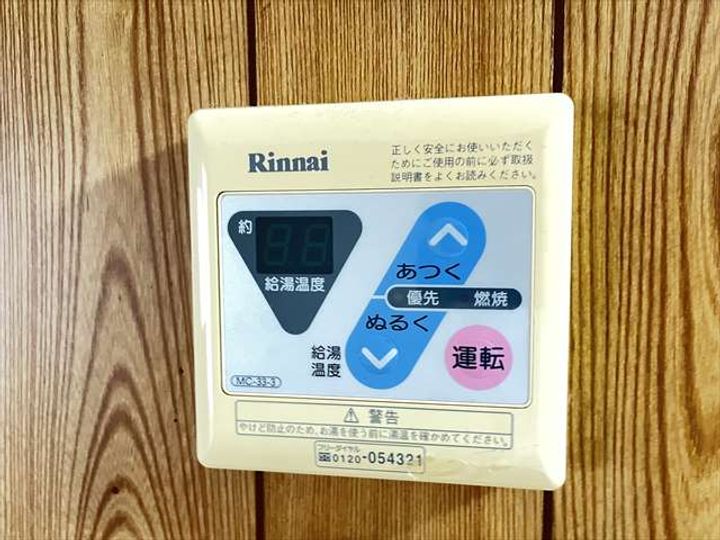 Rinnai
正しく安全にお使いいただく
ためにご使用の前に必ず取扱
説明書をよくお読みください。
約
給湯温度
あつく
優先 燃焼
ぬるく
給湯
温度
運転
MC-33-3
⚠ 警告
やけど防止のため、お湯を使う前に湯温を確かめてください。
フリーダイヤル
0120-054321